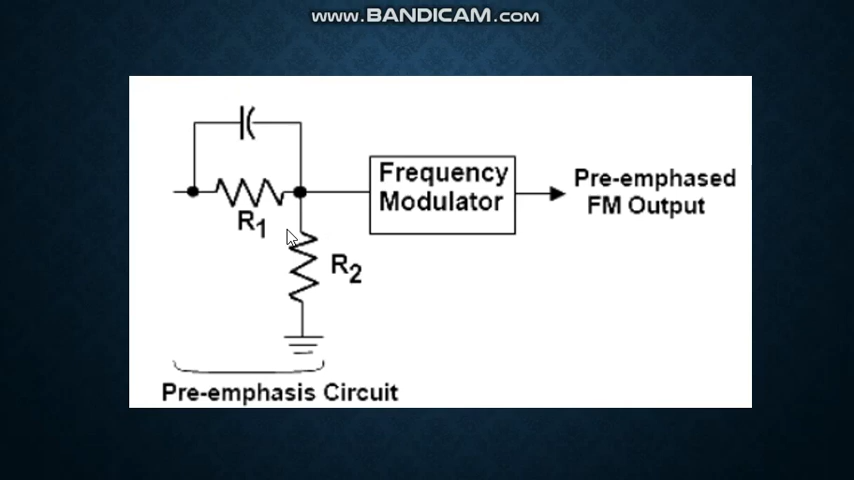 www.BANDICAM.com
Frequency
Modulator
Pre-emphased
FM Output
R1
R2
Pre-emphasis Circuit